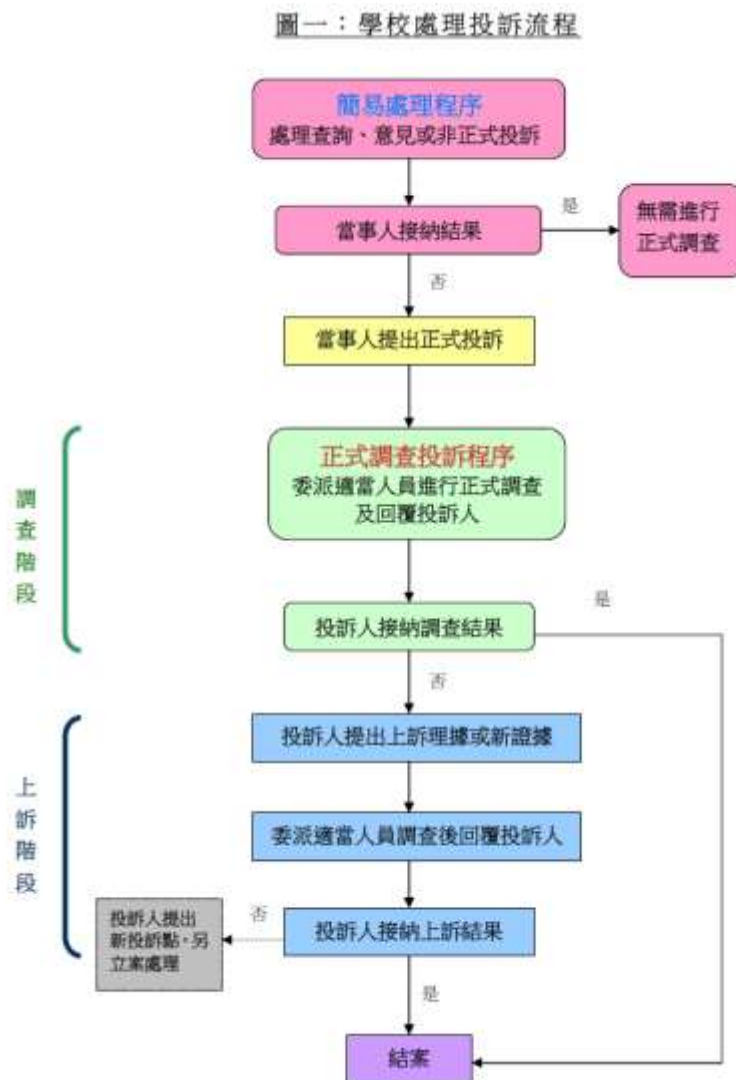 圖一：學校處理投訴流程
簡易處理程序
處理查詢、意見或非正式投訴
當事人接納結果
是
無需進行
正式調查
否
當事人提出正式投訴
調查階段
正式調查投訴程序
委派適當人員進行正式調查
及回覆投訴人
投訴人接納調查結果
是
否
上訴階段
投訴人提出上訴理據或新證據
委派適當人員調查後回覆投訴人
投訴人接納上訴結果
否
投訴人提出
新投訴點，另
立案處理
是
結案